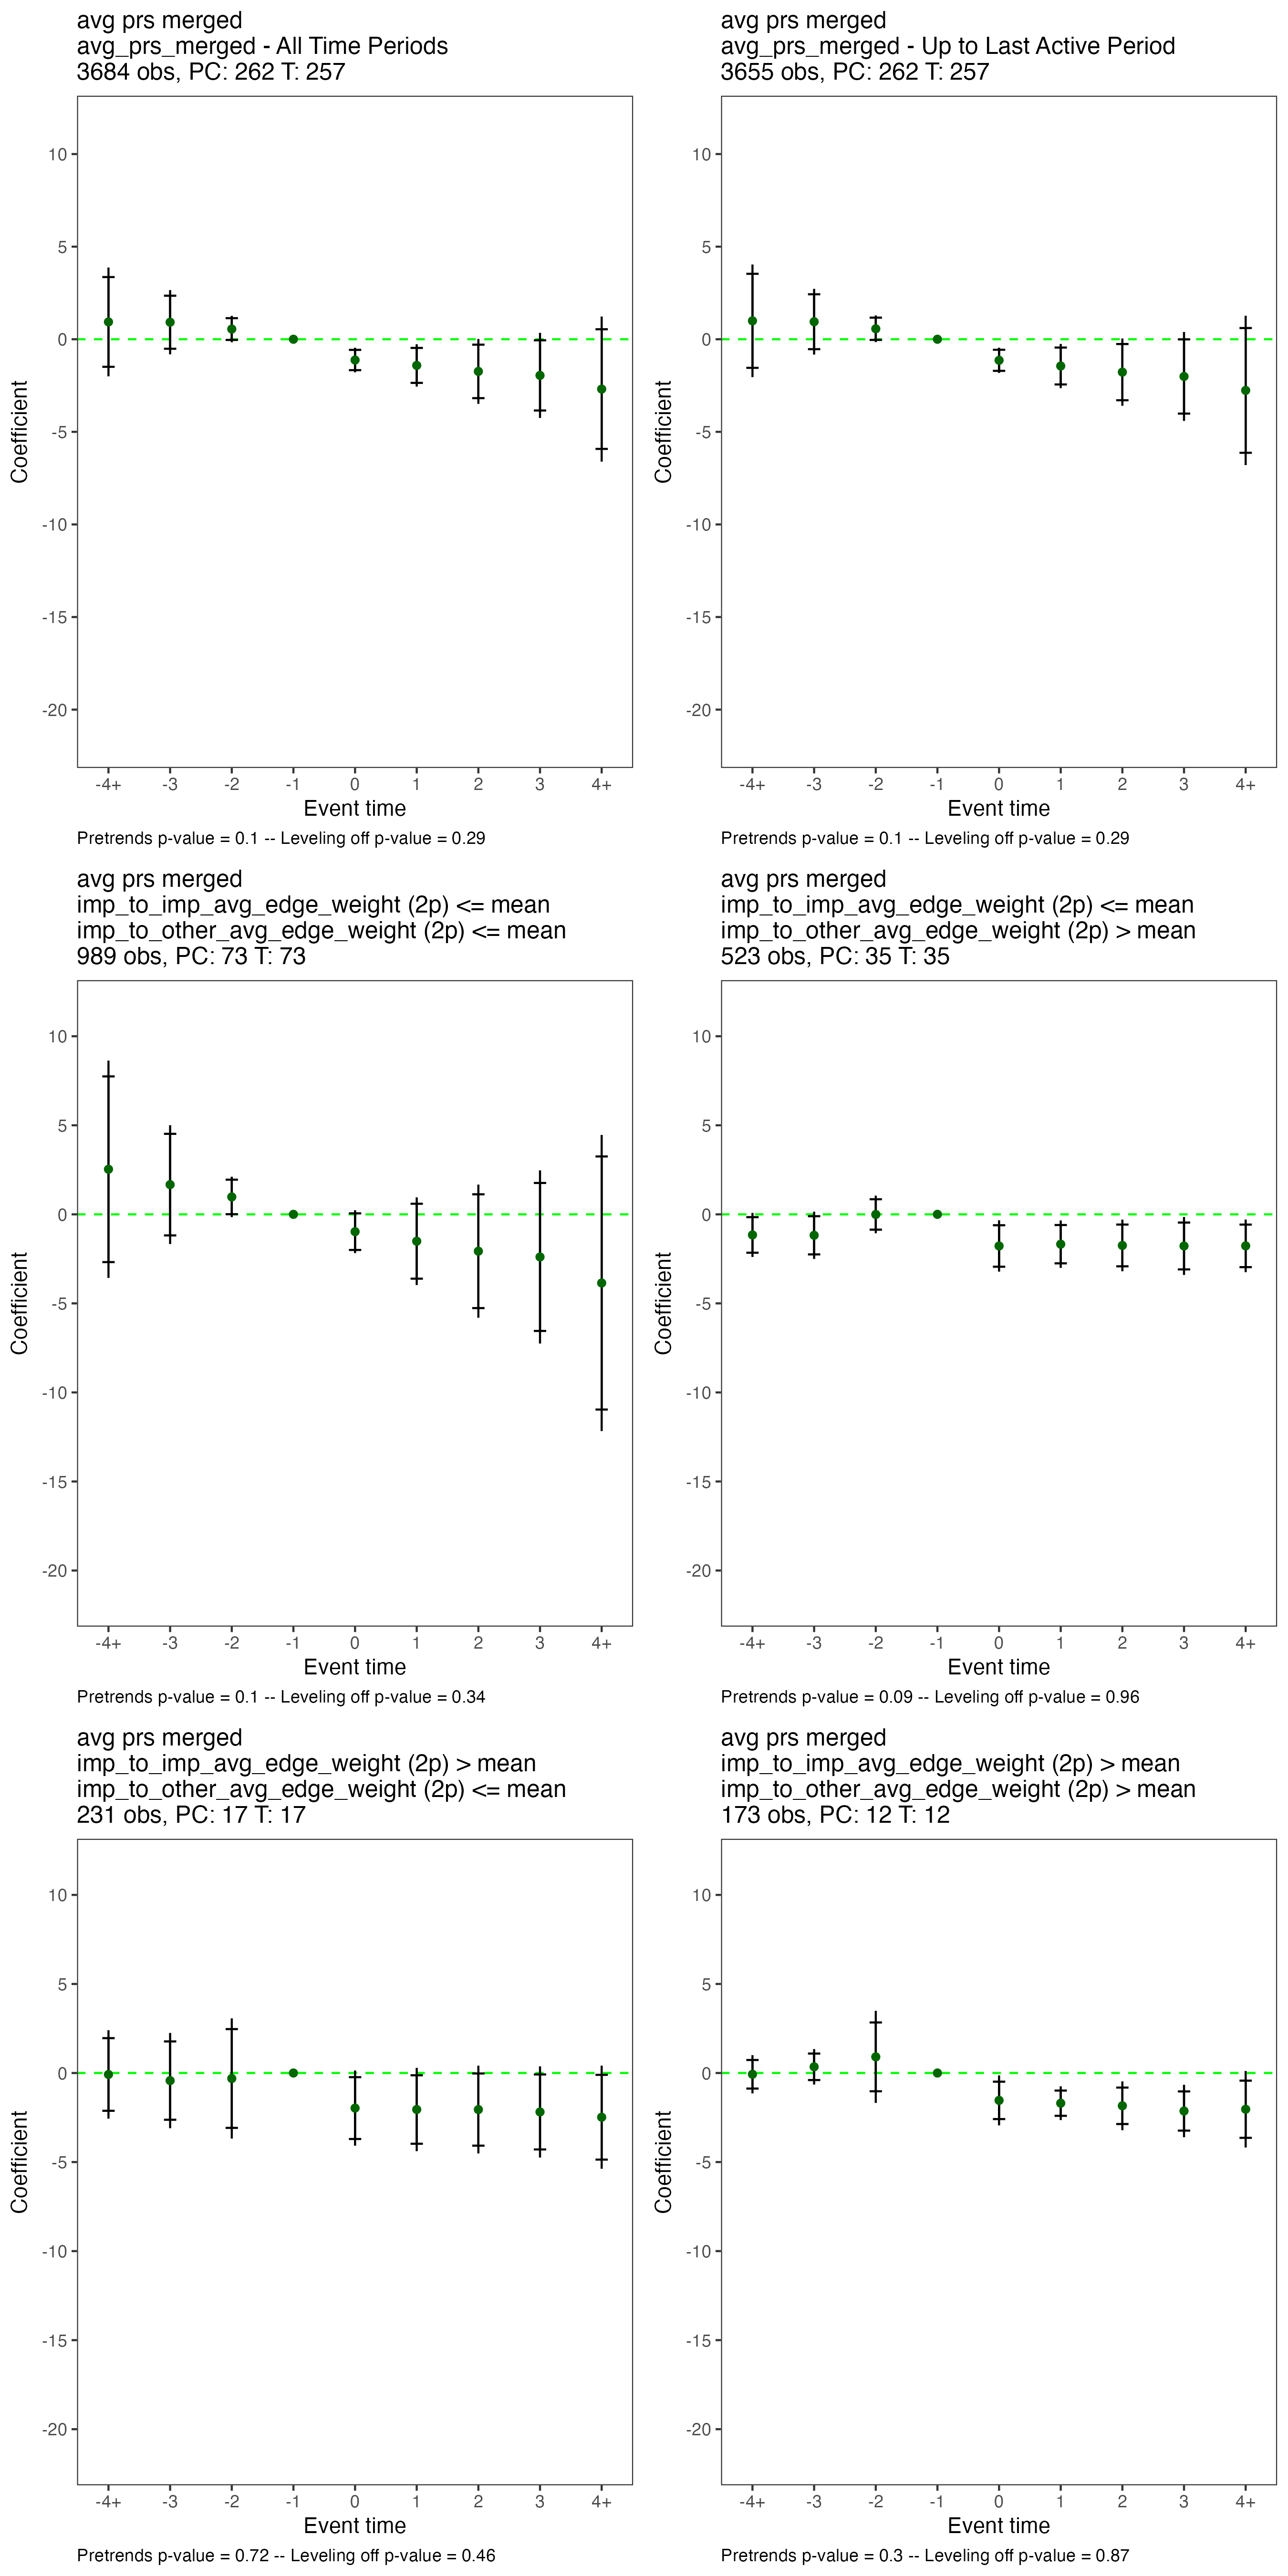 avg prs merged
avg_prs_merged - All Time Periods
3684 obs, PC: 262 T: 257
10
5
0
-5
-10
-15
-20
Coefficient
-4+ -3 -2 -1 0 1 2 3 4+
Event time
Pretrends p-value = 0.1 -- Leveling off p-value = 0.29
avg prs merged
avg_prs_merged - Up to Last Active Period
3655 obs, PC: 262 T: 257
10
5
0
-5
-10
-15
-20
Coefficient
-4+ -3 -2 -1 0 1 2 3 4+
Event time
Pretrends p-value = 0.1 -- Leveling off p-value = 0.29
avg prs merged
imp_to_imp_avg_edge_weight (2p) <= mean
imp_to_other_avg_edge_weight (2p) <= mean
989 obs, PC: 73 T: 73
10
5
0
-5
-10
-15
-20
Coefficient
-4+ -3 -2 -1 0 1 2 3 4+
Event time
Pretrends p-value = 0.1 -- Leveling off p-value = 0.34
avg prs merged
imp_to_imp_avg_edge_weight (2p) <= mean
imp_to_other_avg_edge_weight (2p) > mean
523 obs, PC: 35 T: 35
10
5
0
-5
-10
-15
-20
Coefficient
-4+ -3 -2 -1 0 1 2 3 4+
Event time
Pretrends p-value = 0.09 -- Leveling off p-value = 0.96
avg prs merged
imp_to_imp_avg_edge_weight (2p) > mean
imp_to_other_avg_edge_weight (2p) <= mean
231 obs, PC: 17 T: 17
10
5
0
-5
-10
-15
-20
Coefficient
-4+ -3 -2 -1 0 1 2 3 4+
Event time
Pretrends p-value = 0.72 -- Leveling off p-value = 0.46
avg prs merged
imp_to_imp_avg_edge_weight (2p) > mean
imp_to_other_avg_edge_weight (2p) > mean
173 obs, PC: 12 T: 12
10
5
0
-5
-10
-15
-20
Coefficient
-4+ -3 -2 -1 0 1 2 3 4+
Event time
Pretrends p-value = 0.3 -- Leveling off p-value = 0.87